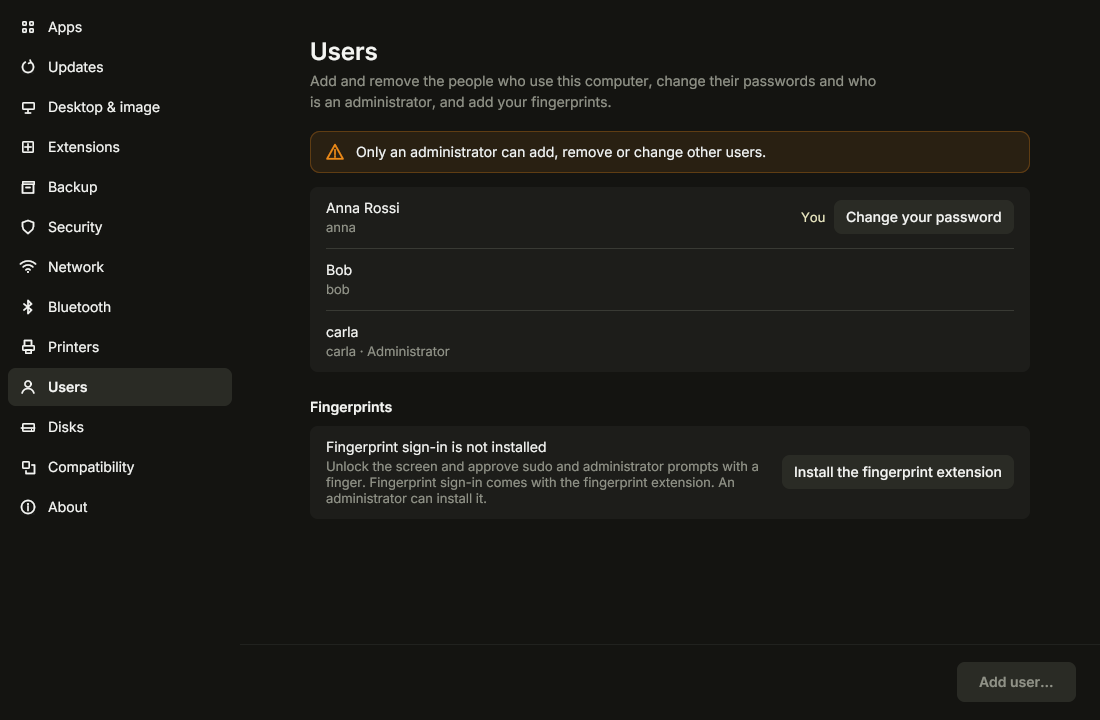 Apps
Updates
Desktop & image
Extensions
Backup
Security
Network
Bluetooth
Printers
Users
Disks
Compatibility
About
Users
Add and remove the people who use this computer, change their passwords and who
is an administrator, and add your fingerprints.
Only an administrator can add, remove or change other users.
Anna Rossi
anna
You
Change your password
Bob
bob
carla
carla · Administrator
Fingerprints
Fingerprint sign-in is not installed
Unlock the screen and approve sudo and administrator prompts with a
finger. Fingerprint sign-in comes with the fingerprint extension. An
administrator can install it.
Install the fingerprint extension
Add user...